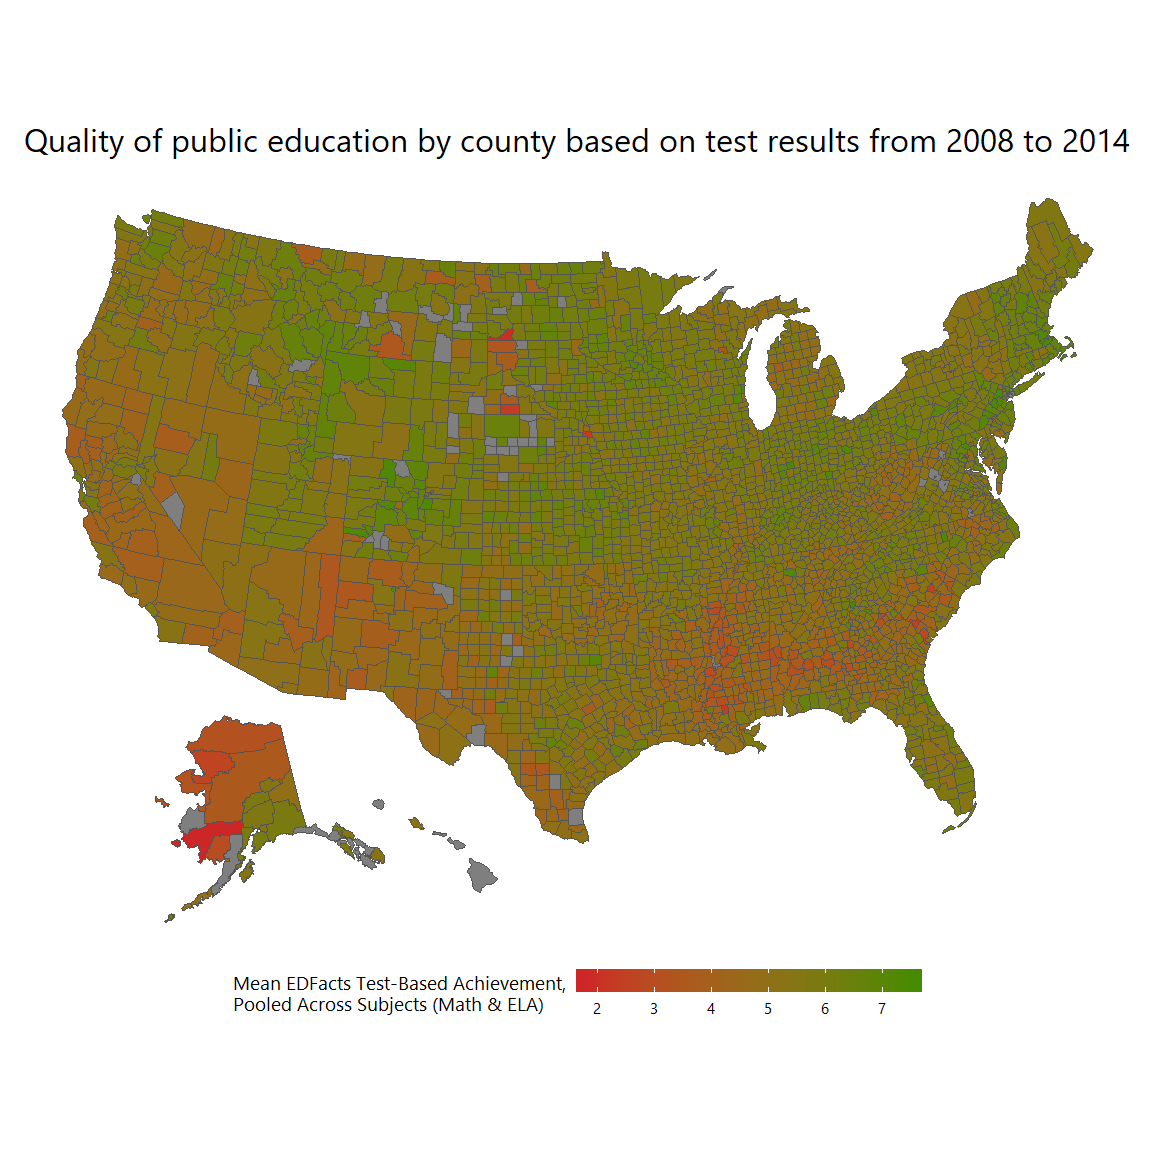 Quality of public education by county based on test results from 2008 to 2014
Mean EDFacts Test-Based Achievement,
Pooled Across Subjects (Math & ELA)
2 3 4 5 6 7